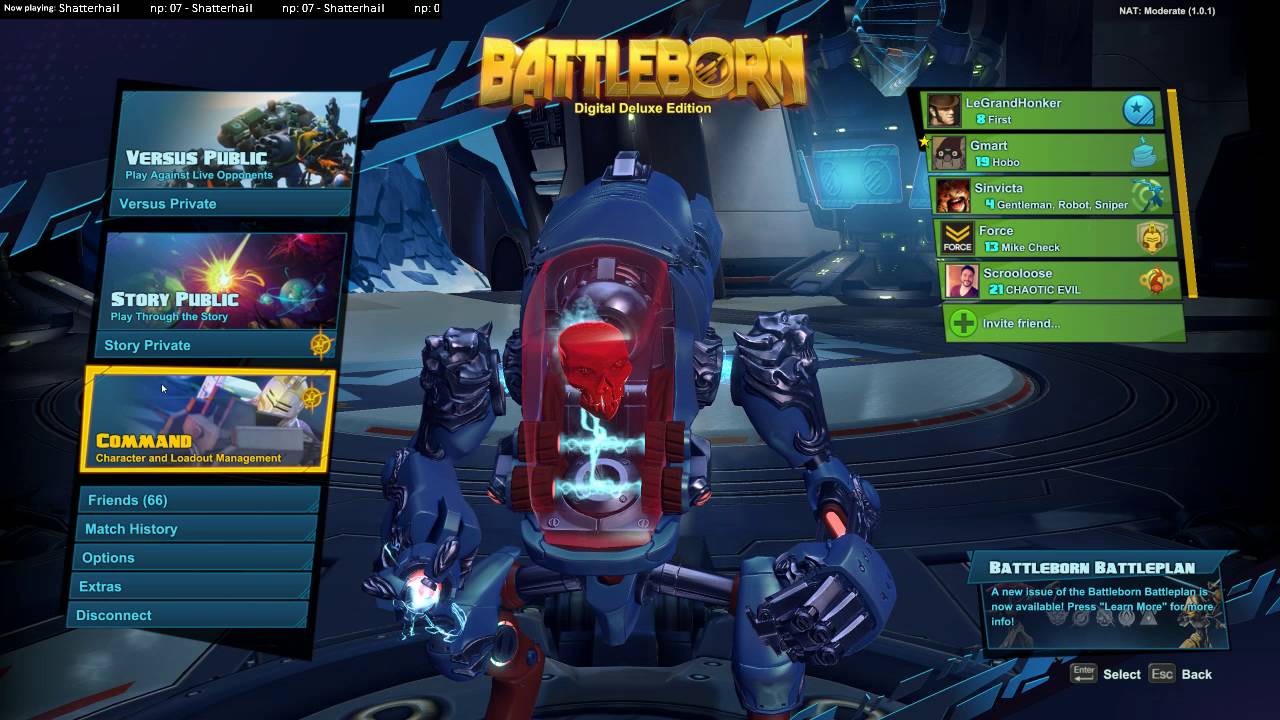 Now playing: Shatterhail np: 07 - Shatterhail np: 07 - Shatterhail np: 0
NAT: Moderate (1.0.1)
BATTLEBORN
Digital Deluxe Edition
VERSUS PUBLIC
Play Against Live Opponents
Versus Private
STORY PUBLIC
Play Through the Story
Story Private
COMMAND
Character and Loadout Management
Friends (66)
Match History
Options
Extras
Disconnect
LeGrandHonker
8 First
Gmart
19 Hobo
Sinvicta
4 Gentleman, Robot, Sniper
FORCE
Force
13 Mike Check
Scrooloose
21 CHAOTIC EVIL
Invite friend...
BATTLEBORN BATTLEPLAN
A new issue of the Battleborn Battleplan is
now available! Press "Learn More" for more
info!
Enter Select Esc Back